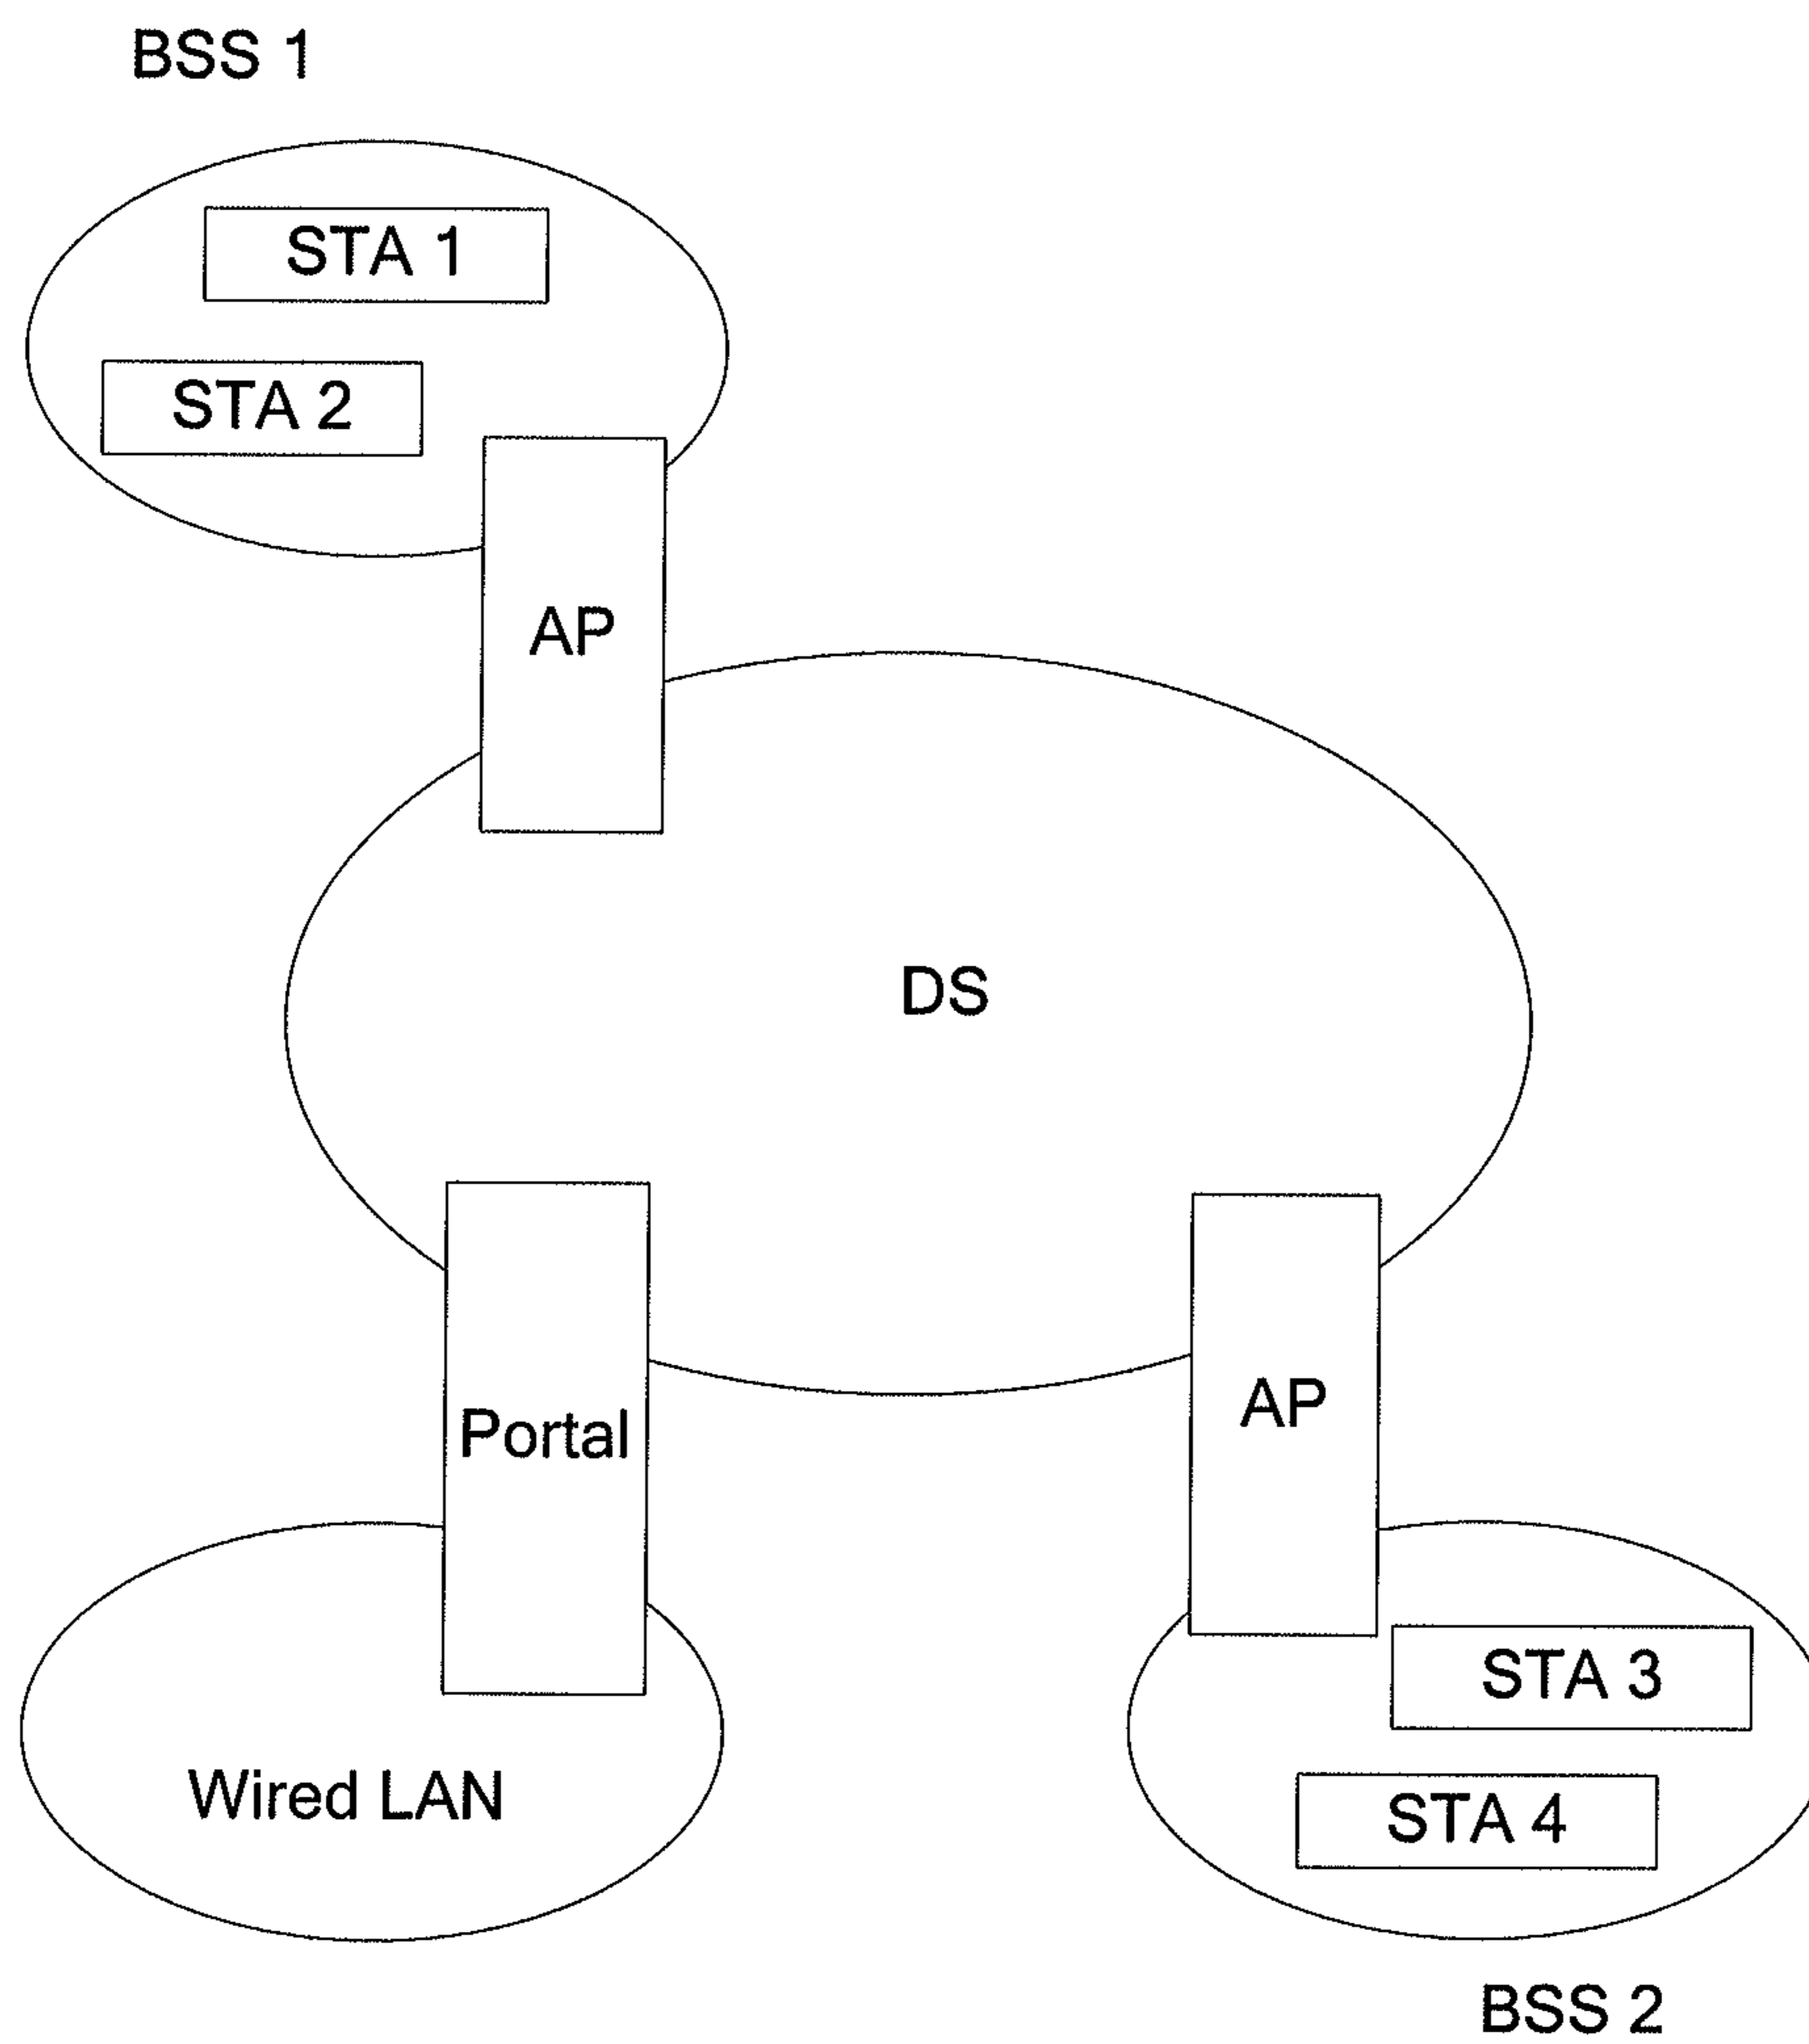 BSS 1
STA 1
STA 2
AP
DS
Portal
AP
Wired LAN
STA 3
STA 4
BSS 2